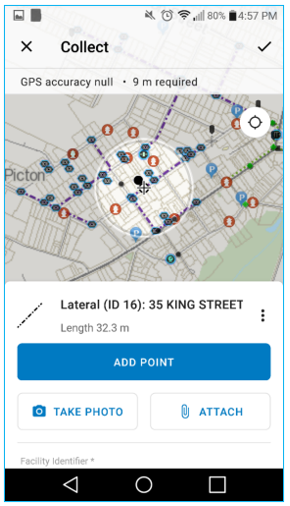 80% 4:57 PM
Collect
GPS accuracy null • 9 m required
Picton
Lateral (ID 16): 35 KING STREET
Length 32.3 m
ADD POINT
TAKE PHOTO
ATTACH
Facility Identifier *